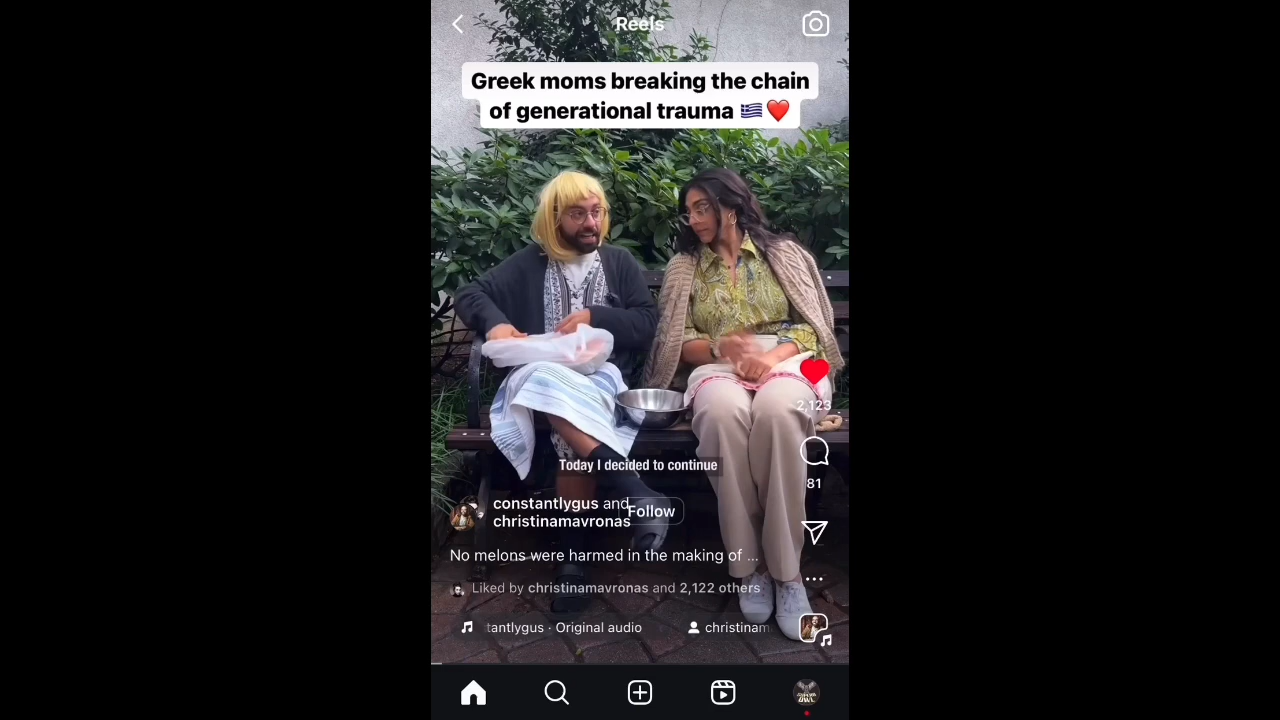 Reels
Greek moms breaking the chain
of generational trauma 🇬🇷❤️
2,123
Today I decided to continue
81
constantlygus and
christinamavronas
Follow
No melons were harmed in the making of ...
Liked by christinamavronas and 2,122 others
tantlygus · Original audio
christinam